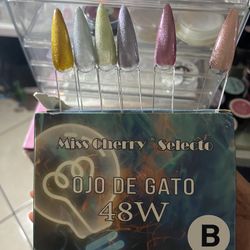 Miss Cherry Selecto
OJO DE GATO
48W
B